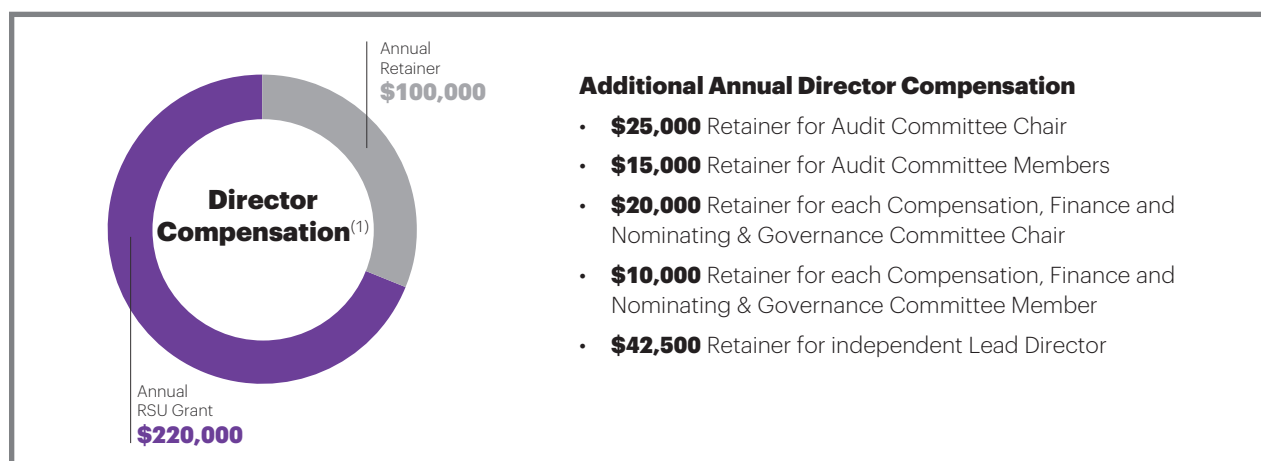 Annual
Retainer
$100,000
Director
Compensation(1)
Annual
RSU Grant
$220,000
Additional Annual Director Compensation
• $25,000 Retainer for Audit Committee Chair
• $15,000 Retainer for Audit Committee Members
• $20,000 Retainer for each Compensation, Finance and
Nominating & Governance Committee Chair
• $10,000 Retainer for each Compensation, Finance and
Nominating & Governance Committee Member
• $42,500 Retainer for independent Lead Director